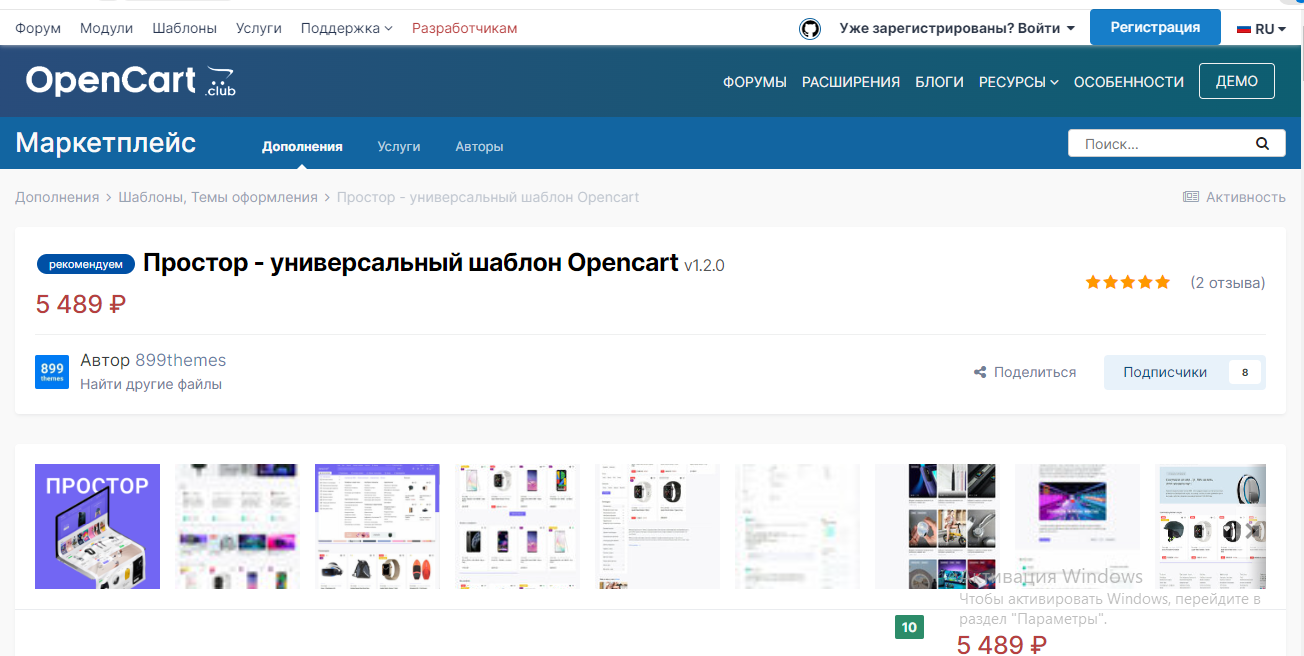 Форум Модули Шаблоны Услуги Поддержка Разработчикам Уже зарегистрированы? Войти Регистрация RU
OpenCart .club ФОРУМЫ РАСШИРЕНИЯ БЛОГИ РЕСУРСЫ ОСОБЕННОСТИ ДЕМО
Маркетплейс Дополнения Услуги Авторы Поиск...
Дополнения > Шаблоны, Темы оформления > Простор - универсальный шаблон Opencart Активность
рекомендуем Простор - универсальный шаблон Opencart v1.2.0
(2 отзыва)
5 489 ₽
Автор 899themes
899 themes
Найти другие файлы
Поделиться Подписчики 8
ПРОСТОР
Активация Windows
Чтобы активировать Windows, перейдите в
раздел "Параметры".
10
5 489 ₽